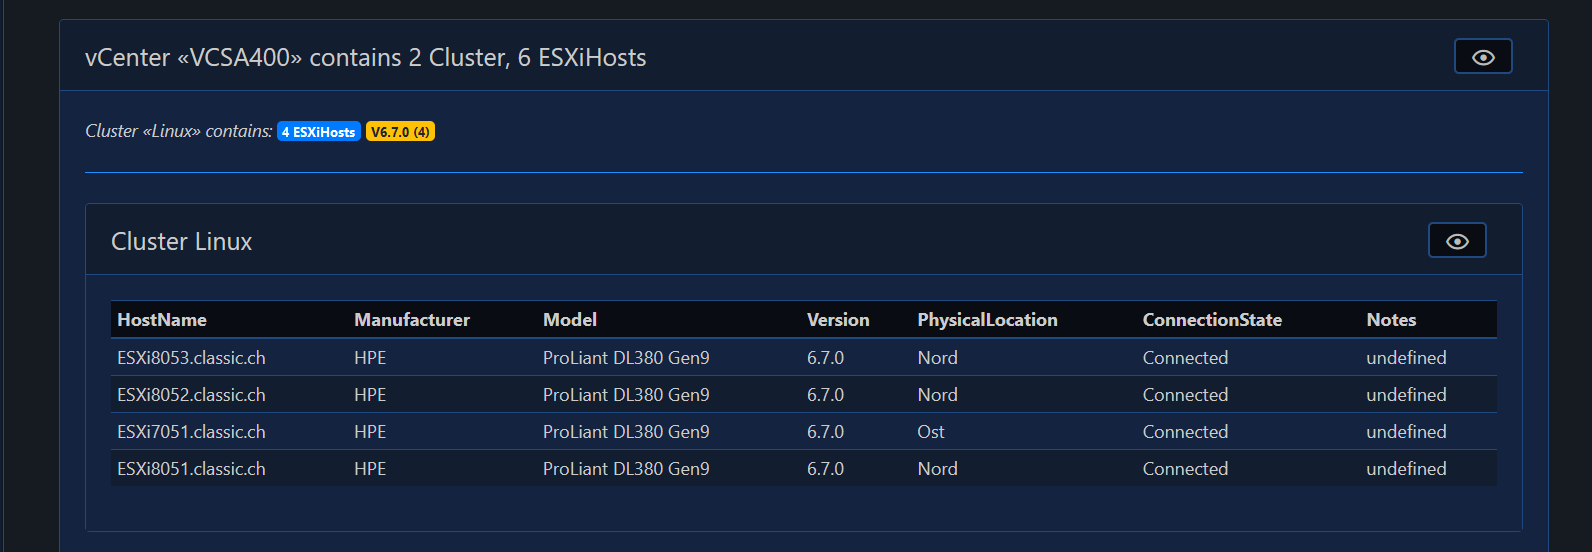 vCenter «VCSA400» contains 2 Cluster, 6 ESXiHosts
Cluster «Linux» contains: 4 ESXiHosts V6.7.0 (4)
Cluster Linux
HostName Manufacturer Model Version PhysicalLocation ConnectionState Notes
ESXi8053.classic.ch HPE ProLiant DL380 Gen9 6.7.0 Nord Connected undefined
ESXi8052.classic.ch HPE ProLiant DL380 Gen9 6.7.0 Nord Connected undefined
ESXi7051.classic.ch HPE ProLiant DL380 Gen9 6.7.0 Ost Connected undefined
ESXi8051.classic.ch HPE ProLiant DL380 Gen9 6.7.0 Nord Connected undefined